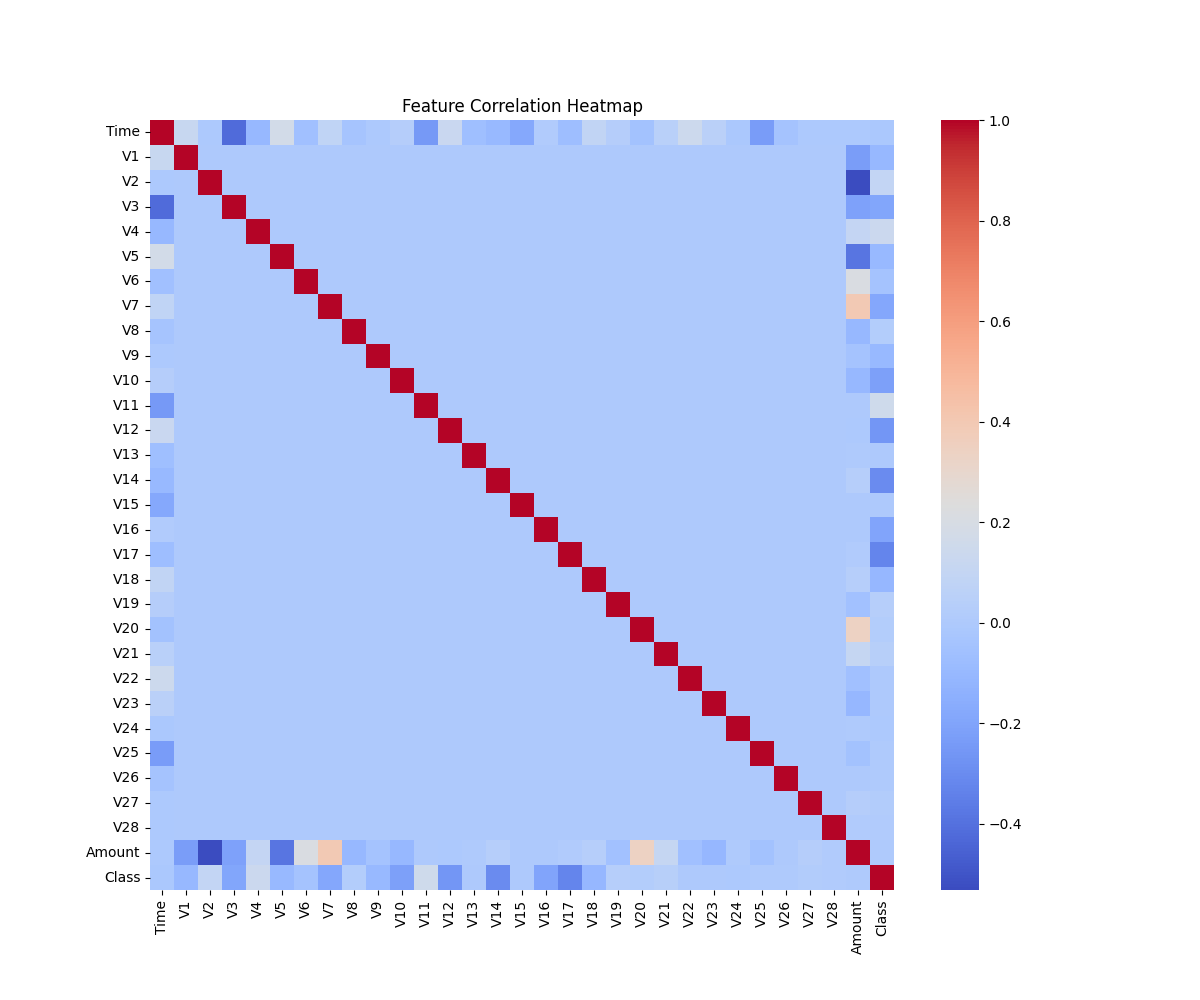 Feature Correlation Heatmap
Time
V1
V2
V3
V4
V5
V6
V7
V8
V9
V10
V11
V12
V13
V14
V15
V16
V17
V18
V19
V20
V21
V22
V23
V24
V25
V26
V27
V28
Amount
Class
Time V1 V2 V3 V4 V5 V6 V7 V8 V9 V10 V11 V12 V13 V14 V15 V16 V17 V18 V19 V20 V21 V22 V23 V24 V25 V26 V27 V28 Amount Class
1.0
0.8
0.6
0.4
0.2
0.0
−0.2
−0.4